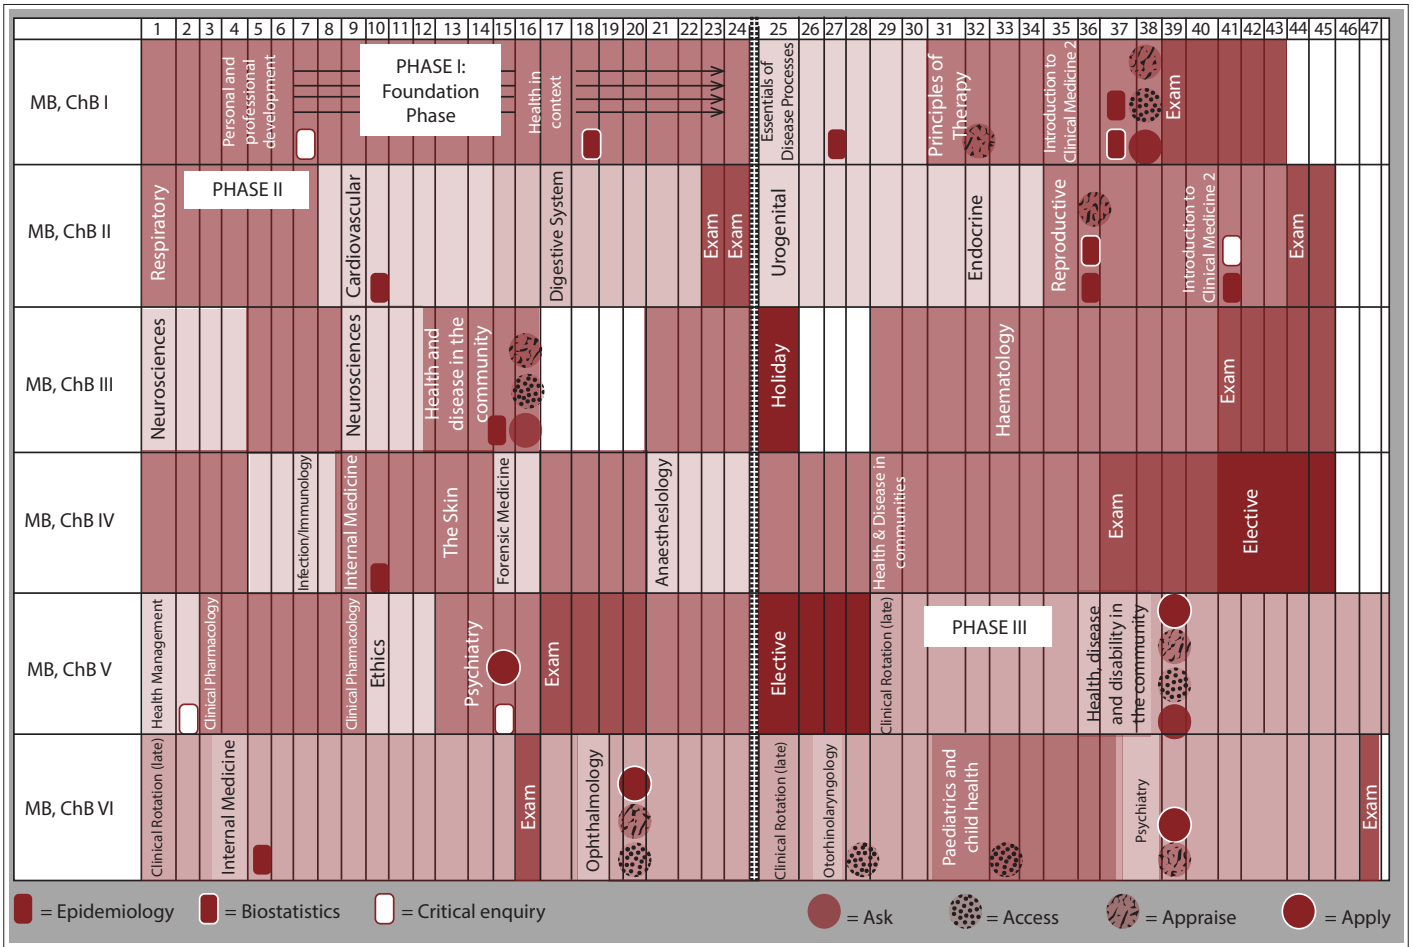 1 2 3 4 5 6 7 8 9 10 11 12 13 14 15 16 17 18 19 20 21 22 23 24 25 26 27 28 29 30 31 32 33 34 35 36 37 38 39 40 41 42 43 44 45 46 47
MB, ChB I
Personal and
professional
development
PHASE I:
Foundation
Phase
Health in
context
Essentials of
Disease Processes
Principles of
Therapy
Introduction to
Clinical Medicine 2
Exam
MB, ChB II
Respiratory
PHASE II
Cardiovascular
Digestive System
Exam
Exam
Urogenital
Endocrine
Reproductive
Introduction to
Clinical Medicine 2
Exam
MB, ChB III
Neurosciences
Neurosciences
Health and
disease in the
community
Holiday
Haematology
Exam
MB, ChB IV
Infection/Immunology
Internal Medicine
The Skin
Forensic Medicine
Anaestheslology
Health & Disease in
communities
Exam
Elective
MB, ChB V
Health Management
Clinical Pharmacology
Clinical Pharmacology
Ethics
Psychiatry
Exam
Elective
Clinical Rotation (late)
PHASE III
Health, disease
and disability in
the community
MB, ChB VI
Clinical Rotation (late)
Internal Medicine
Exam
Ophthalmology
Clinical Rotation (late)
Otorhinolaryngology
Paediatrics and
child health
Psychiatry
Exam
= Epidemiology
= Biostatistics
= Critical enquiry
= Ask
= Access
= Appraise
= Apply